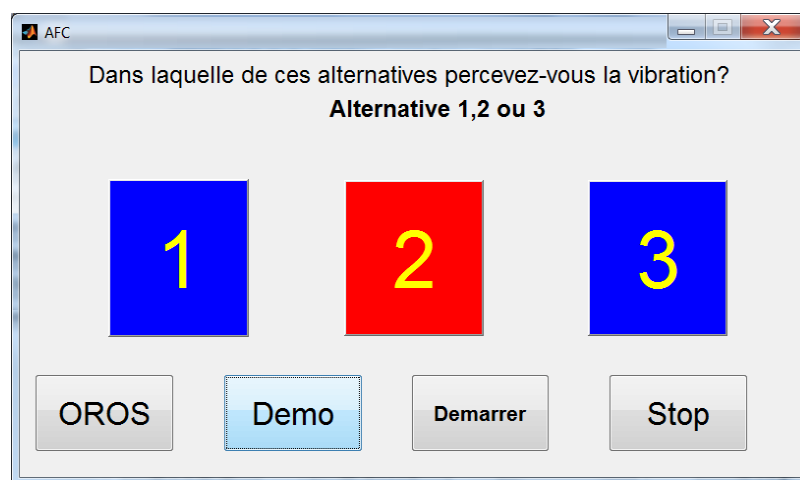 AFC
Dans laquelle de ces alternatives percevez-vous la vibration?
Alternative 1,2 ou 3
1 2 3
OROS Demo Demarrer Stop